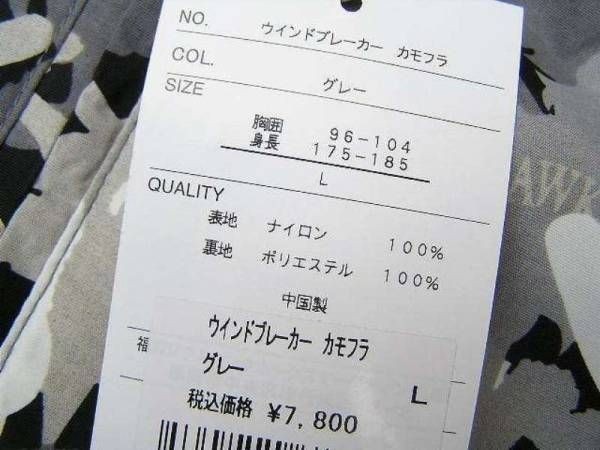 NO. ウインドブレーカー カモフラ
COL. グレー
SIZE
胸囲 96-104
身長 175-185
L
QUALITY
表地 ナイロン 100%
裏地 ポリエステル 100%
中国製
ウインドブレーカー カモフラ
福
グレー L
税込価格 ¥7,800